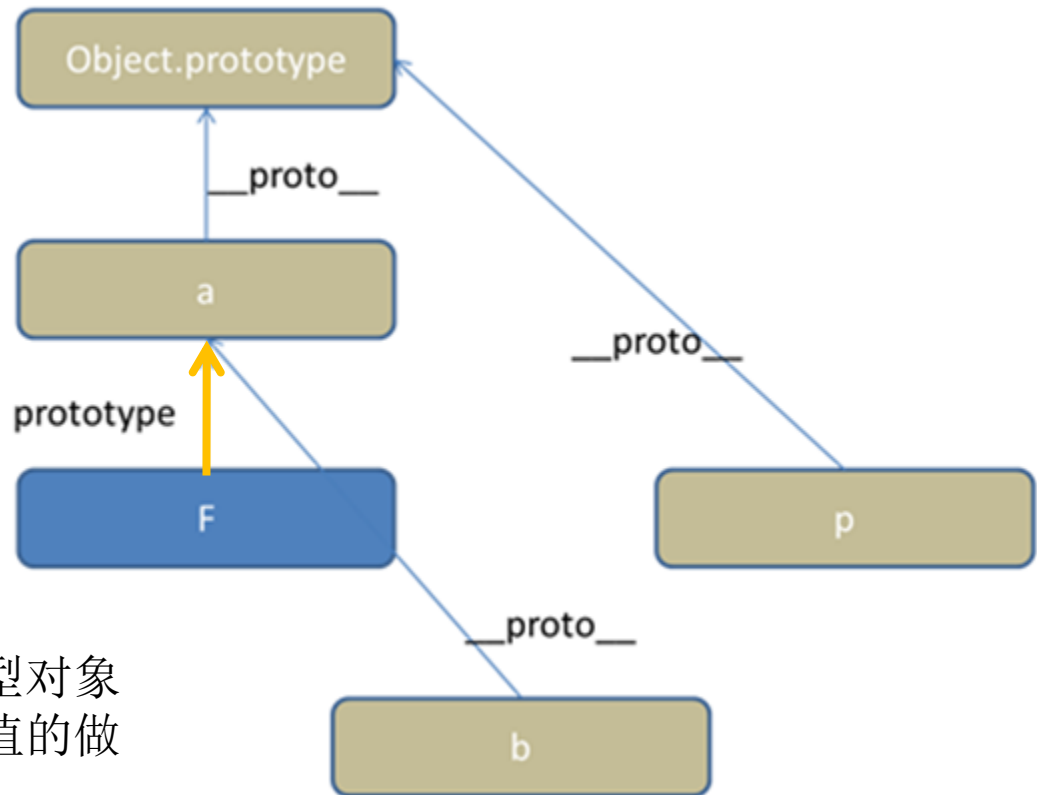 Object.prototype
__proto__
a
__proto__
prototype
F
p
__proto__
型对象
值的做
b